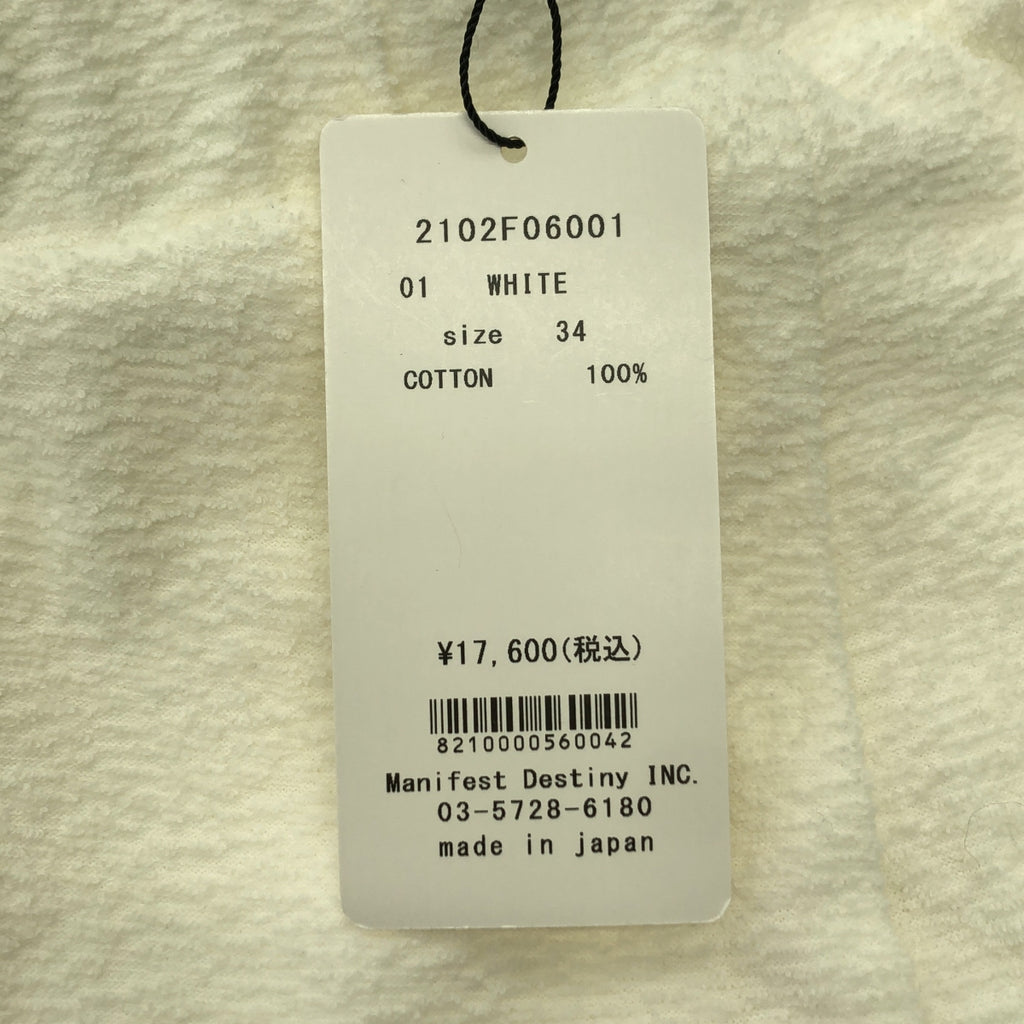 2102F06001
01 WHITE
size 34
COTTON 100%
¥17,600(税込)
8210000560042
Manifest Destiny INC.
03-5728-6180
made in japan